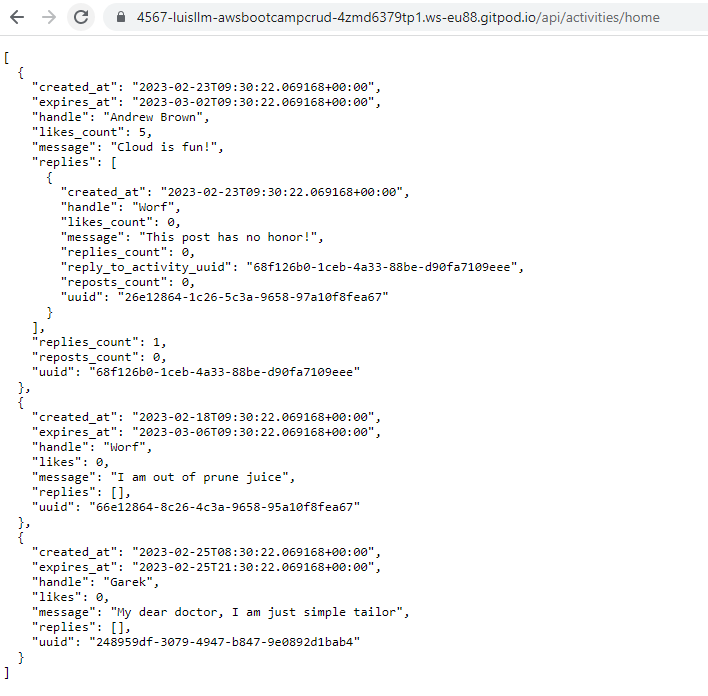 4567-luisllm-awsbootcampcrud-4zmd6379tp1.ws-eu88.gitpod.io/api/activities/home
[
  {
    "created_at": "2023-02-23T09:30:22.069168+00:00",
    "expires_at": "2023-03-02T09:30:22.069168+00:00",
    "handle": "Andrew Brown",
    "likes_count": 5,
    "message": "Cloud is fun!",
    "replies": [
      {
        "created_at": "2023-02-23T09:30:22.069168+00:00",
        "handle": "Worf",
        "likes_count": 0,
        "message": "This post has no honor!",
        "replies_count": 0,
        "reply_to_activity_uuid": "68f126b0-1ceb-4a33-88be-d90fa7109eee",
        "reposts_count": 0,
        "uuid": "26e12864-1c26-5c3a-9658-97a10f8fea67"
      }
    ],
    "replies_count": 1,
    "reposts_count": 0,
    "uuid": "68f126b0-1ceb-4a33-88be-d90fa7109eee"
  },
  {
    "created_at": "2023-02-18T09:30:22.069168+00:00",
    "expires_at": "2023-03-06T09:30:22.069168+00:00",
    "handle": "Worf",
    "likes": 0,
    "message": "I am out of prune juice",
    "replies": [],
    "uuid": "66e12864-8c26-4c3a-9658-95a10f8fea67"
  },
  {
    "created_at": "2023-02-25T08:30:22.069168+00:00",
    "expires_at": "2023-02-25T21:30:22.069168+00:00",
    "handle": "Garek",
    "likes": 0,
    "message": "My dear doctor, I am just simple tailor",
    "replies": [],
    "uuid": "248959df-3079-4947-b847-9e0892d1bab4"
  }
]